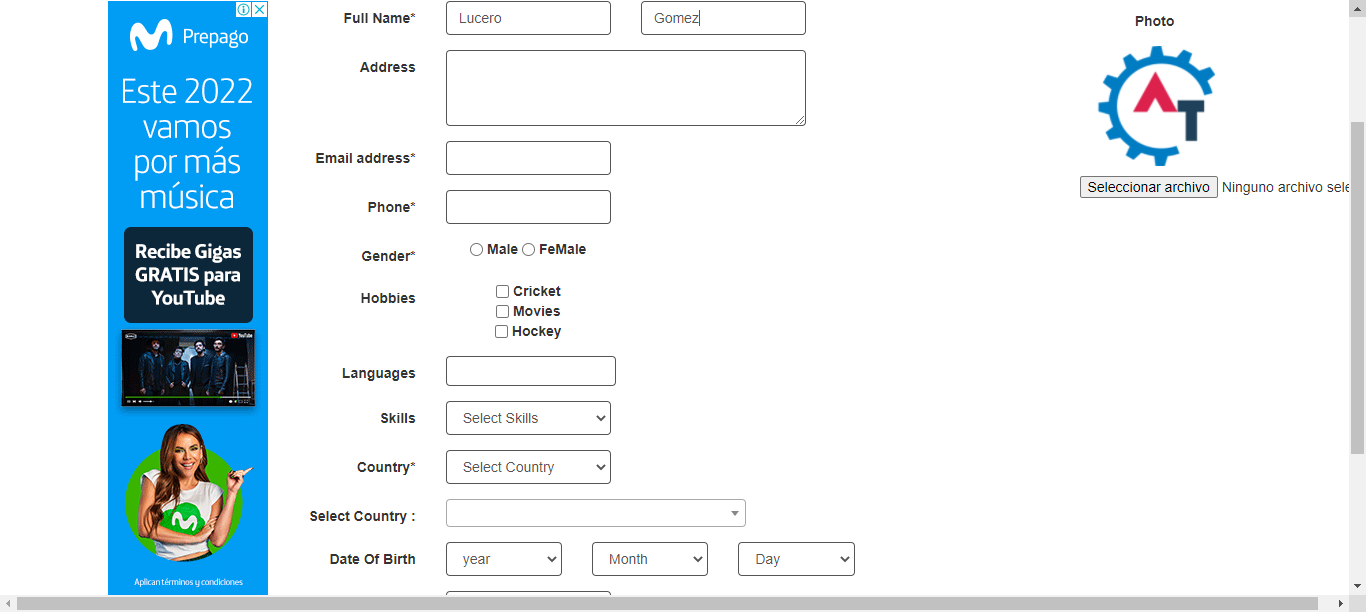 Prepago
Este 2022
vamos
por más
música
Recibe Gigas
GRATIS para
YouTube
YouTube
Aplican términos y condiciones
Full Name* Lucero Gomez
Address
Email address*
Phone*
Gender* Male FeMale
Hobbies Cricket
Movies
Hockey
Languages
Skills Select Skills
Country* Select Country
Select Country :
Date Of Birth year Month Day
Photo
AT
Seleccionar archivo Ninguno archivo sele